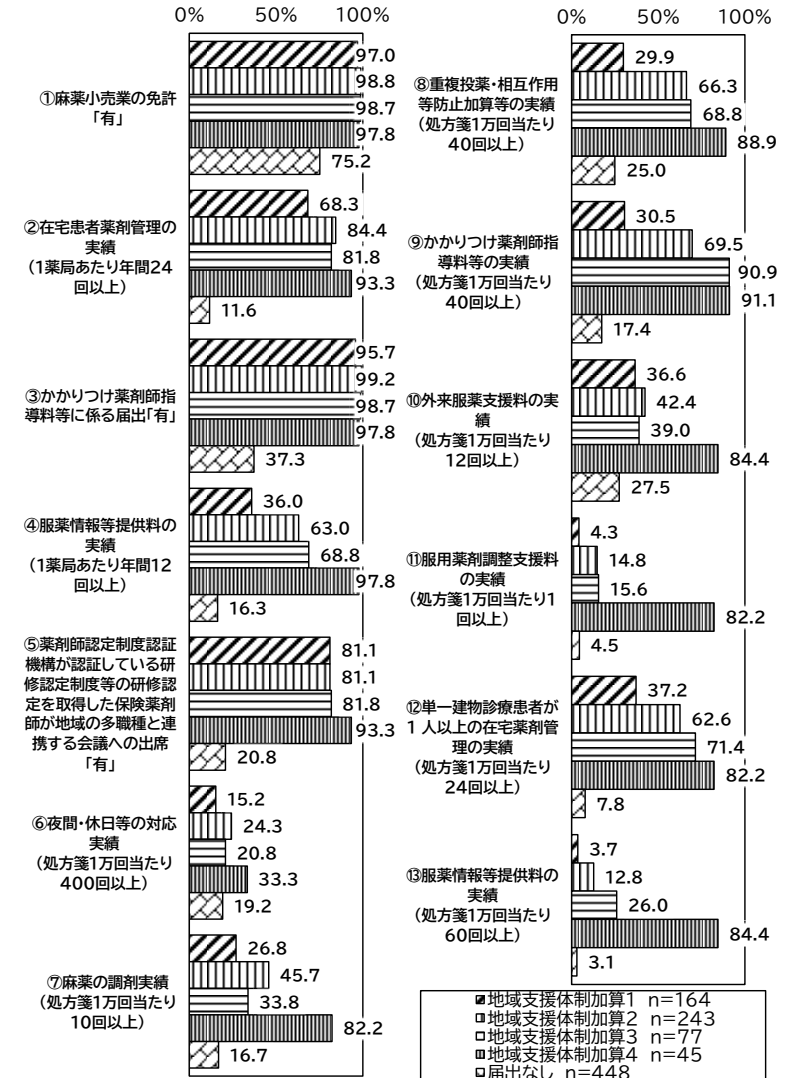 0% 50% 100%
①麻薬小売業の免許
「有」
97.0
98.8
98.7
97.8
75.2
②在宅患者薬剤管理の
実績
(1薬局あたり年間24
回以上)
68.3
84.4
81.8
93.3
11.6
③かかりつけ薬剤師指
導料等に係る届出「有」
95.7
99.2
98.7
97.8
37.3
④服薬情報等提供料の
実績
(1薬局あたり年間12
回以上)
36.0
63.0
68.8
97.8
16.3
⑤薬剤師認定制度認証
機構が認証している研
修認定制度等の研修認
定を取得した保険薬剤
師が地域の多職種と連
携する会議への出席
「有」
81.1
81.1
81.8
93.3
20.8
⑥夜間・休日等の対応
実績
(処方箋1万回当たり
400回以上)
15.2
24.3
20.8
33.3
19.2
⑦麻薬の調剤実績
(処方箋1万回当たり
10回以上)
26.8
45.7
33.8
82.2
16.7
0% 50% 100%
⑧重複投薬・相互作用
等防止加算等の実績
(処方箋1万回当たり
40回以上)
29.9
66.3
68.8
88.9
25.0
⑨かかりつけ薬剤師指
導料等の実績
(処方箋1万回当たり
40回以上)
30.5
69.5
90.9
91.1
17.4
⑩外来服薬支援料の実
績
(処方箋1万回当たり
12回以上)
36.6
42.4
39.0
84.4
27.5
⑪服用薬剤調整支援料
の実績
(処方箋1万回当たり1
回以上)
4.3
14.8
15.6
82.2
4.5
⑫単一建物診療患者が
1 人以上の在宅薬剤管
理の実績
(処方箋1万回当たり
24回以上)
37.2
62.6
71.4
82.2
7.8
⑬服薬情報等提供料の
実績
(処方箋1万回当たり
60回以上)
3.7
12.8
26.0
84.4
3.1
地域支援体制加算1 n=164
地域支援体制加算2 n=243
地域支援体制加算3 n=77
地域支援体制加算4 n=45
届出なし n=448